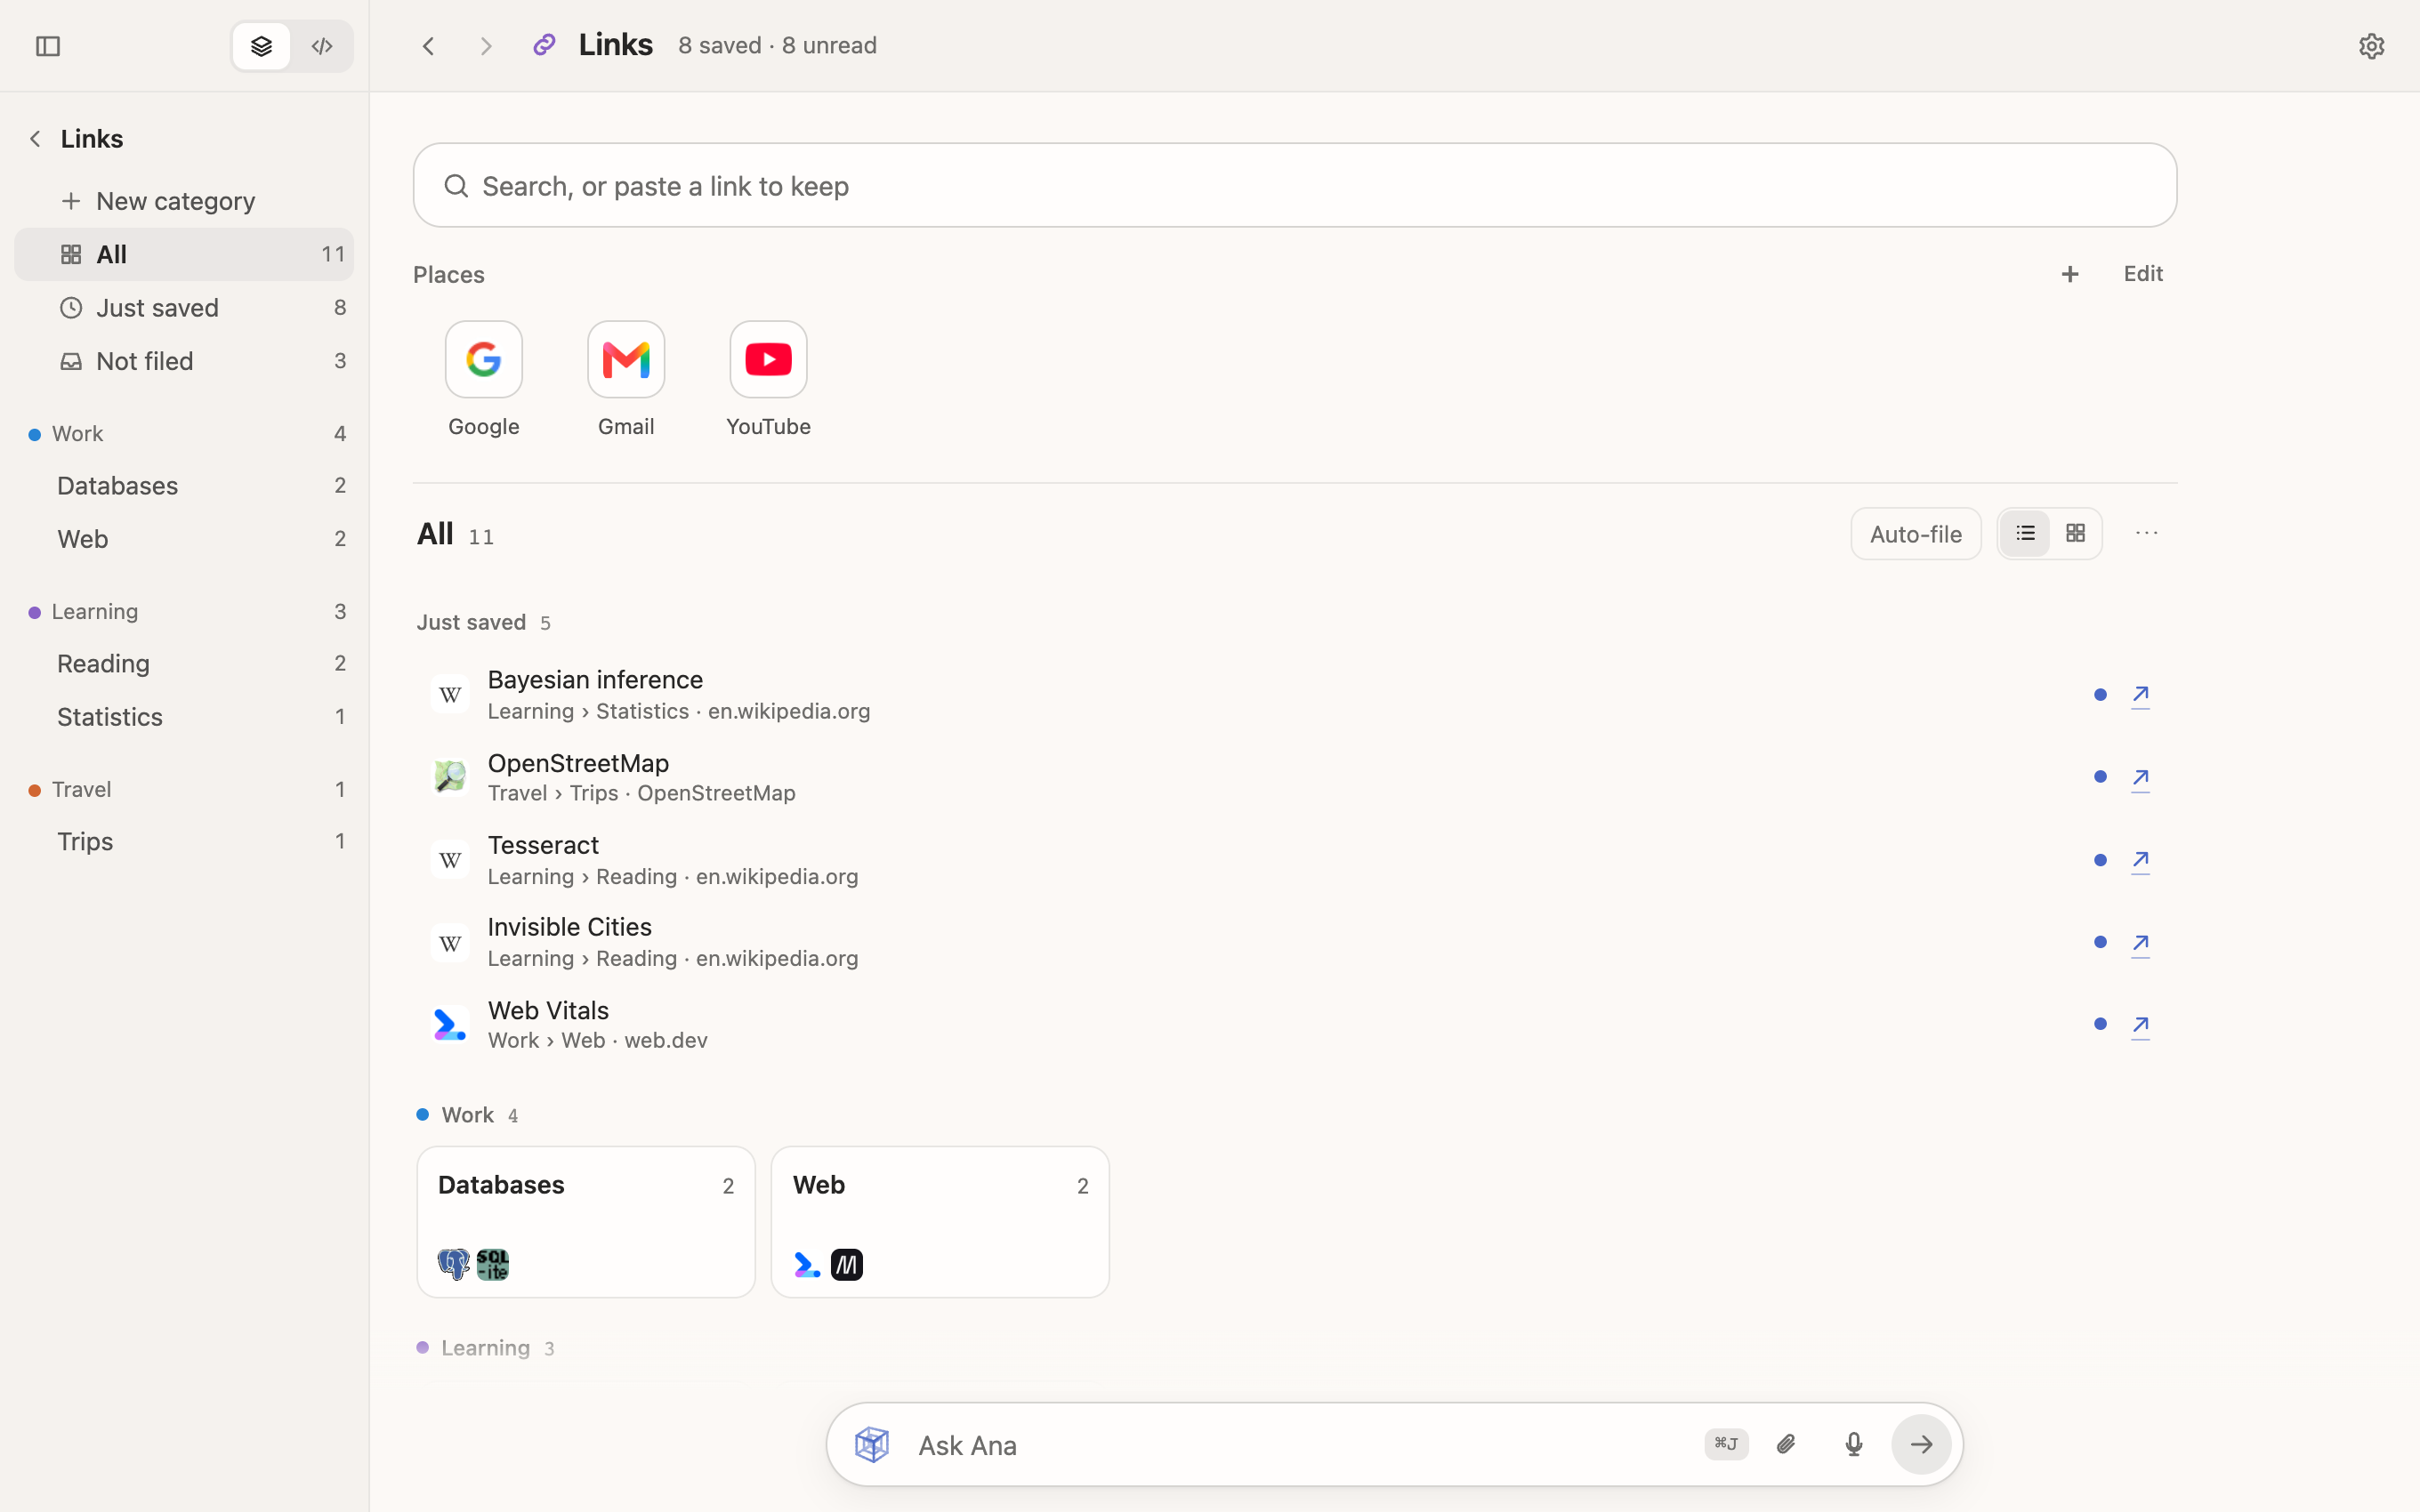 Links 8 saved · 8 unread
Links
New category
All 11
Just saved 8
Not filed 3
Work 4
Databases 2
Web 2
Learning 3
Reading 2
Statistics 1
Travel 1
Trips 1
Search, or paste a link to keep
Places
Edit
Google
Gmail
YouTube
All 11
Auto-file
Just saved 5
W
Bayesian inference
Learning › Statistics · en.wikipedia.org
OpenStreetMap
Travel › Trips · OpenStreetMap
W
Tesseract
Learning › Reading · en.wikipedia.org
W
Invisible Cities
Learning › Reading · en.wikipedia.org
Web Vitals
Work › Web · web.dev
Work 4
Databases 2
SQL
-ite
Web 2
Learning 3
Ask Ana
⌘J